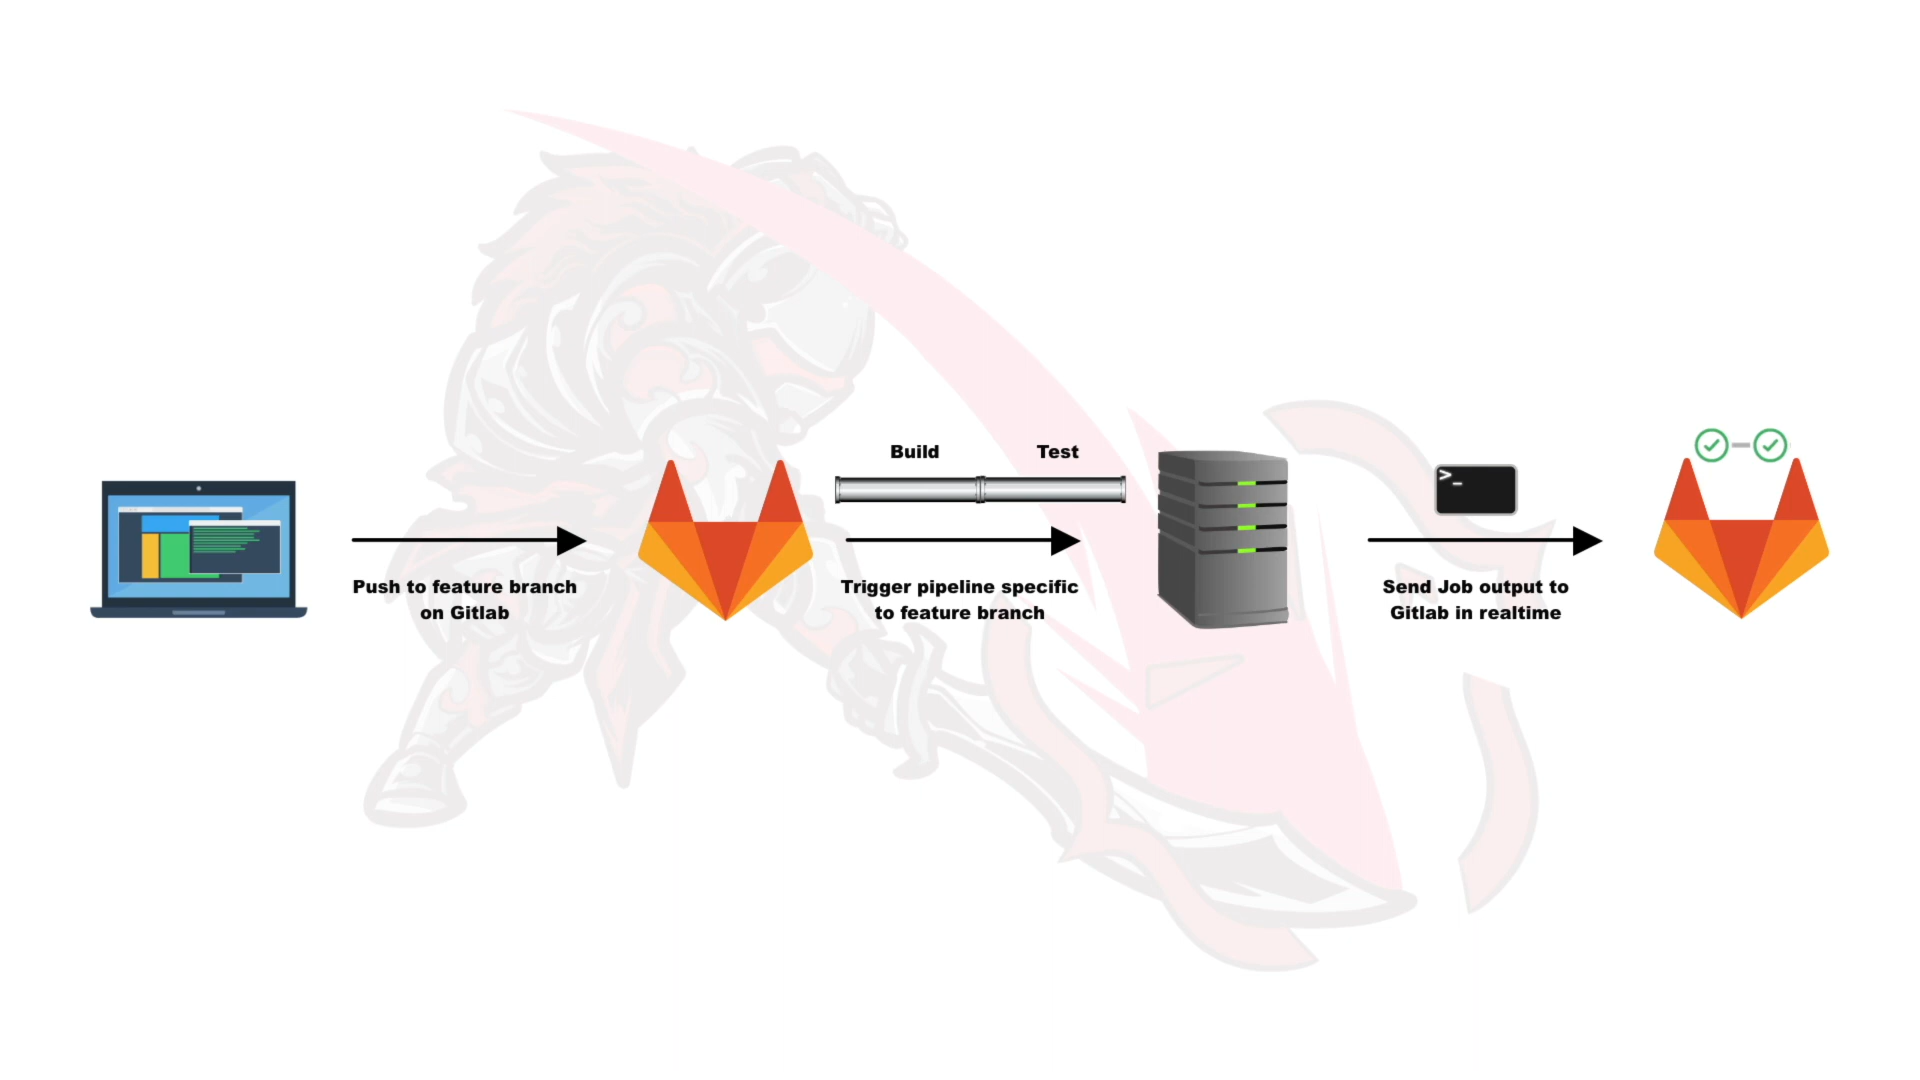 Build
Test
Push to feature branch
on Gitlab
Trigger pipeline specific
to feature branch
>_
Send Job output to
Gitlab in realtime